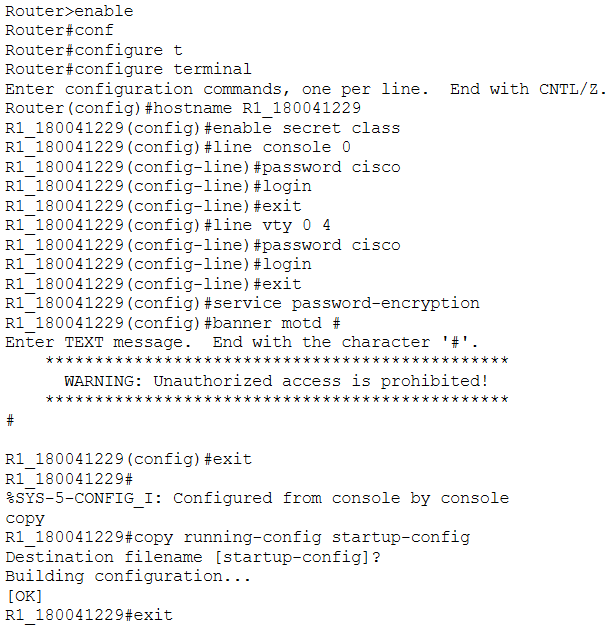 Router>enable
Router#conf
Router#configure t
Router#configure terminal
Enter configuration commands, one per line.  End with CNTL/Z.
Router(config)#hostname R1_180041229
R1_180041229(config)#enable secret class
R1_180041229(config)#line console 0
R1_180041229(config-line)#password cisco
R1_180041229(config-line)#login
R1_180041229(config-line)#exit
R1_180041229(config)#line vty 0 4
R1_180041229(config-line)#password cisco
R1_180041229(config-line)#login
R1_180041229(config-line)#exit
R1_180041229(config)#service password-encryption
R1_180041229(config)#banner motd #
Enter TEXT message.  End with the character '#'.
    ***********************************************
      WARNING: Unauthorized access is prohibited!
    ***********************************************
#

R1_180041229(config)#exit
R1_180041229#
%SYS-5-CONFIG_I: Configured from console by console
copy
R1_180041229#copy running-config startup-config
Destination filename [startup-config]?
Building configuration...
[OK]
R1_180041229#exit